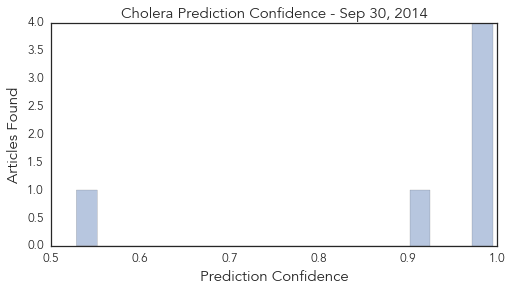 Cholera Prediction Confidence - Sep 30, 2014
Articles Found
4.0
3.5
3.0
2.5
2.0
1.5
1.0
0.5
0.0
0.5 0.6 0.7 0.8 0.9 1.0
Prediction Confidence